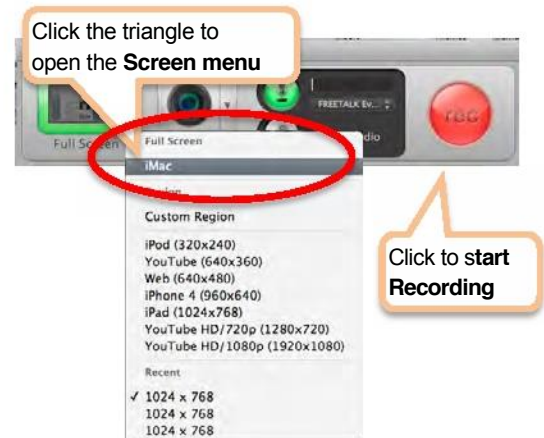 Click the triangle to
open the Screen menu
FREETALK Ev...
rec
Full Screen
Full Screen
iMac
Custom Region
iPod (320x240)
YouTube (640x360)
Web (640x480)
iPhone 4 (960x640)
iPad (1024x768)
YouTube HD/720p (1280x720)
YouTube HD/1080p (1920x1080)
Recent
✓ 1024 x 768
1024 x 768
1024 x 768
Click to start
Recording